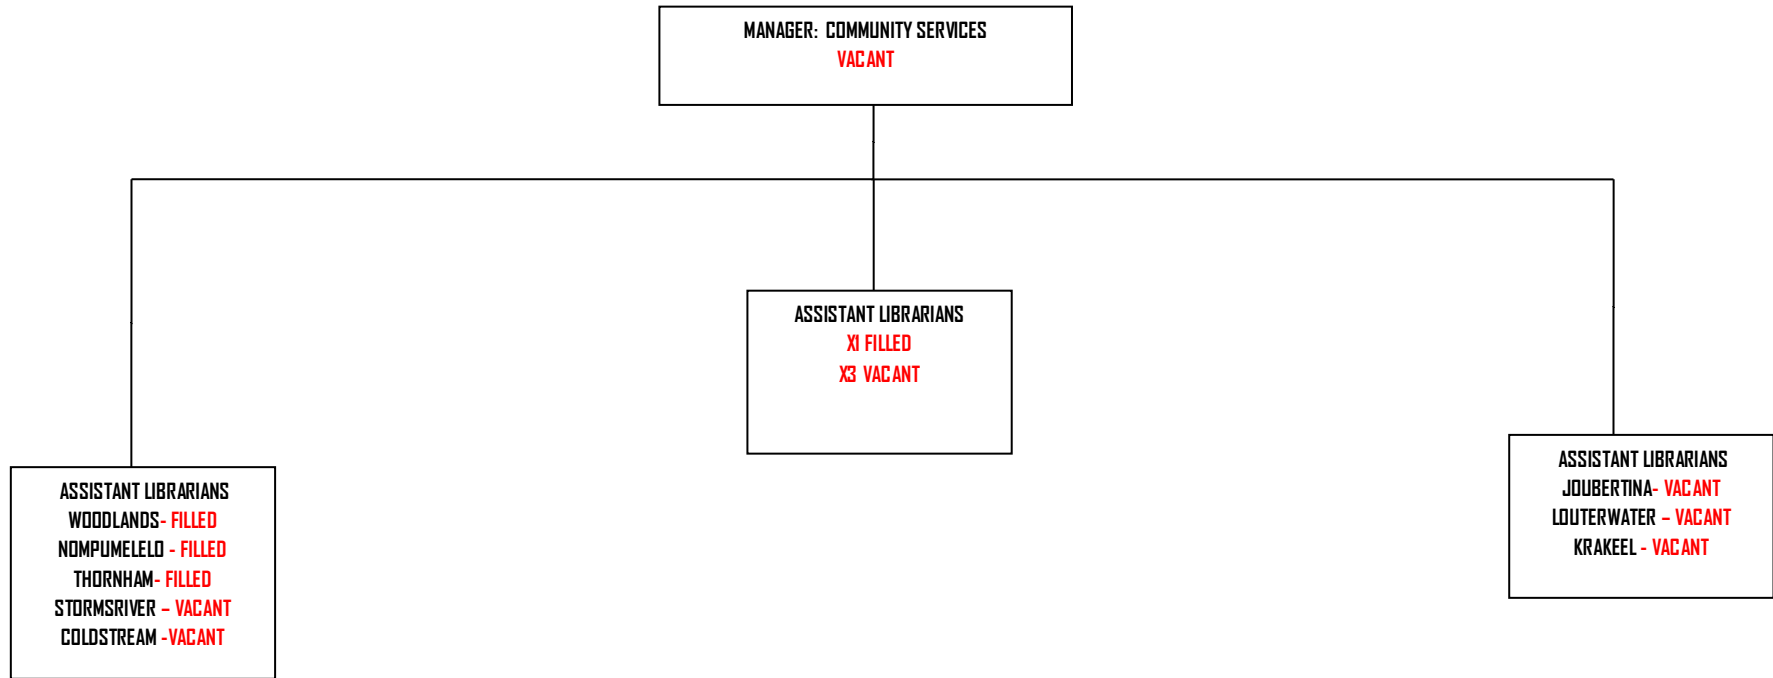 MANAGER: COMMUNITY SERVICES
VACANT
ASSISTANT LIBRARIANS
X1 FILLED
X3 VACANT
ASSISTANT LIBRARIANS
WOODLANDS- FILLED
NOMPUMELELO - FILLED
THORNHAM- FILLED
STORMSRIVER – VACANT
COLDSTREAM -VACANT
ASSISTANT LIBRARIANS
JOUBERTINA- VACANT
LOUTERWATER – VACANT
KRAKEEL - VACANT